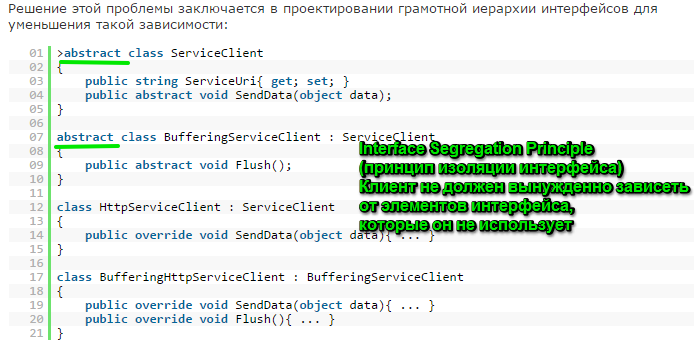 Решение этой проблемы заключается в проектировании грамотной иерархии интерфейсов для
уменьшения такой зависимости:
01 >abstract class ServiceClient
02 {
03     public string ServiceUri{ get; set; }
04     public abstract void SendData(object data);
05 }
06
07 abstract class BufferingServiceClient : ServiceClient
08 {
09     public abstract void Flush();
10 }
11
12 class HttpServiceClient : ServiceClient
13 {
14     public override void SendData(object data){ ... }
15 }
16
17 class BufferingHttpServiceClient : BufferingServiceClient
18 {
19     public override void SendData(object data){ ... }
20     public override void Flush(){ ... }
21 }
Interface Segregation Principle
(принцип изоляции интерфейса)
Клиент не должен вынужденно зависеть
от элементов интерфейса,
которые он не использует